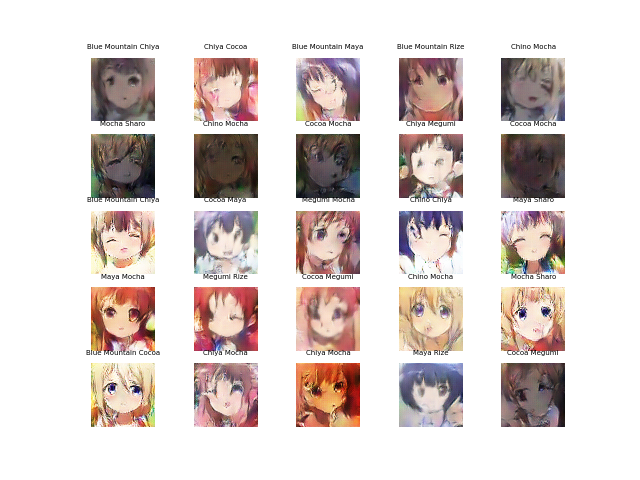 Blue Mountain Chiya
Chiya Cocoa
Blue Mountain Maya
Blue Mountain Rize
Chino Mocha
Mocha Sharo
Chino Mocha
Cocoa Mocha
Chiya Megumi
Cocoa Mocha
Blue Mountain Chiya
Cocoa Maya
Megumi Mocha
Chino Chiya
Maya Sharo
Maya Mocha
Megumi Rize
Cocoa Megumi
Chino Mocha
Mocha Sharo
Blue Mountain Cocoa
Chiya Mocha
Chiya Mocha
Maya Rize
Cocoa Megumi